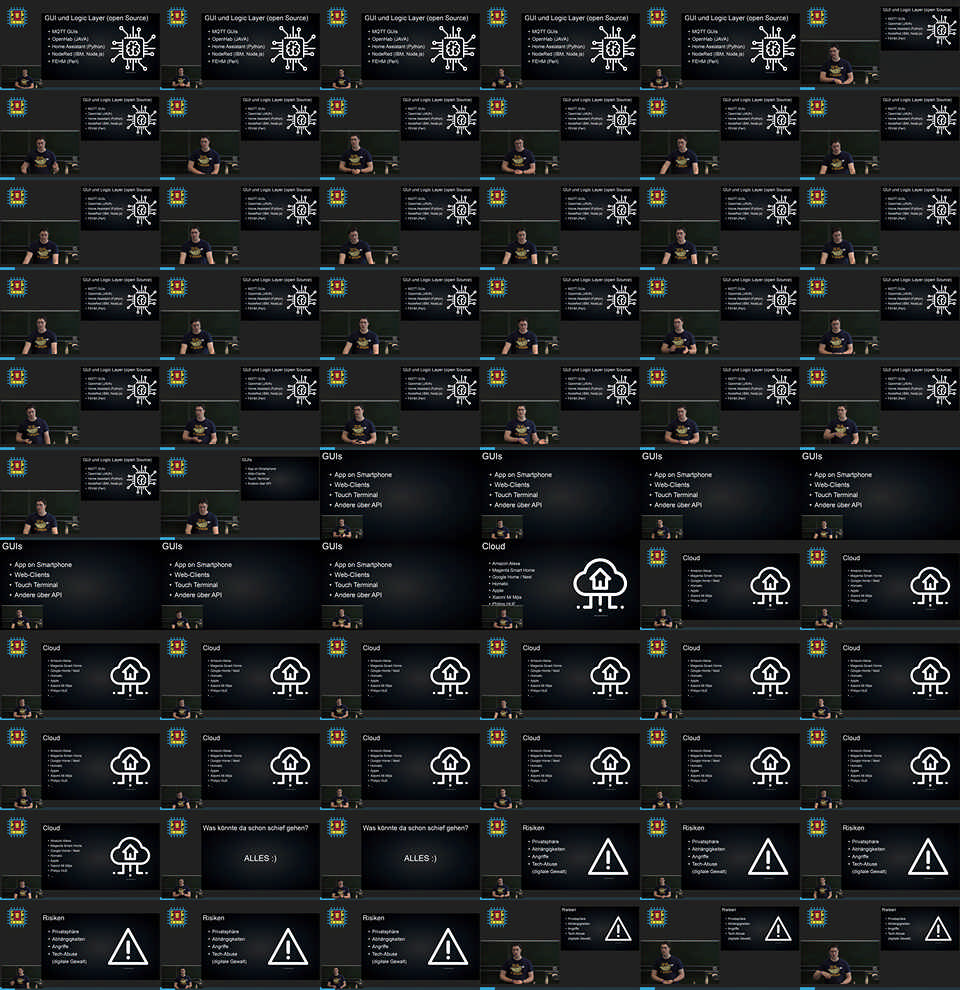 GUI und Logic Layer (open Source)
MQTT GUIs
OpenHab (JAVA)
Home Assistant (Python)
NodeRed (IBM, Node.js)
FEHM (Perl)
GUIs
App on Smartphone
Web-Clients
Touch Terminal
Andere über API
Cloud
Amazon Alexa
Magenta Smart Home
Google Home / Nest
Homatic
Apple
Xiaomi Mi Mijia
Philips HUE
Was könnte da schon schief gehen?
ALLES :)
Risiken
Privatsphäre
Abhängigkeiten
Angriffe
Tech-Abuse
(digitale Gewalt)